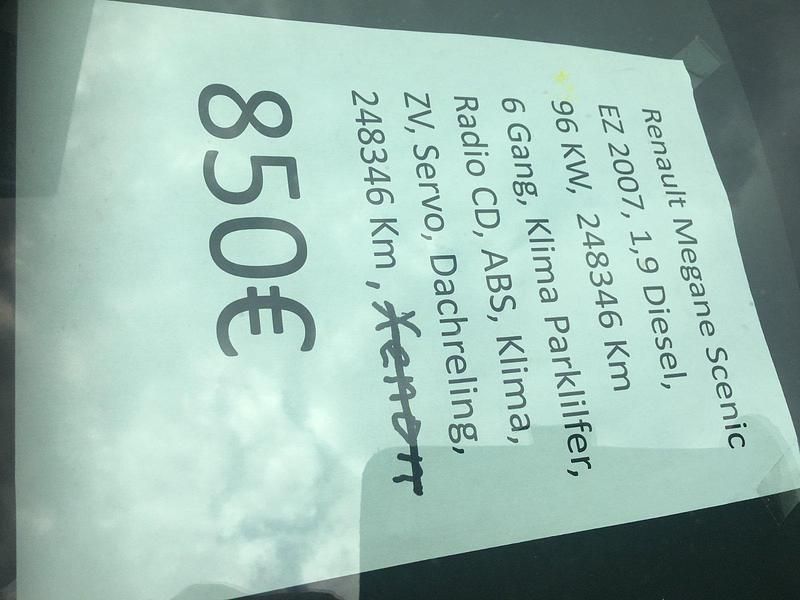 Renault Megane Scenic
EZ 2007, 1,9 Diesel,
96 KW, 248346 Km
6 Gang, Klima Parklilfer,
Radio CD, ABS, Klima,
ZV, Servo, Dachreling,
248346 Km , Xenon
850€